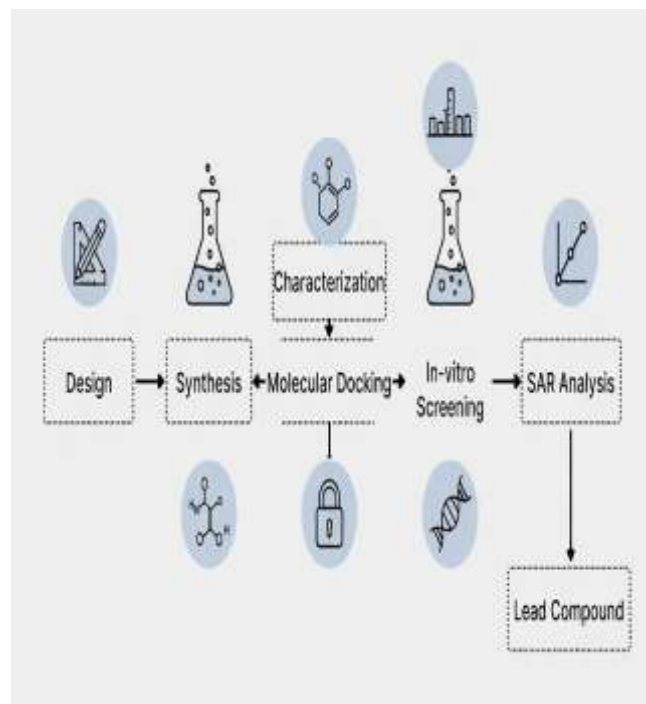 Characterization
Design
Synthesis
Molecular Docking
In-vitro
Screening
SAR Analysis
Lead Compound